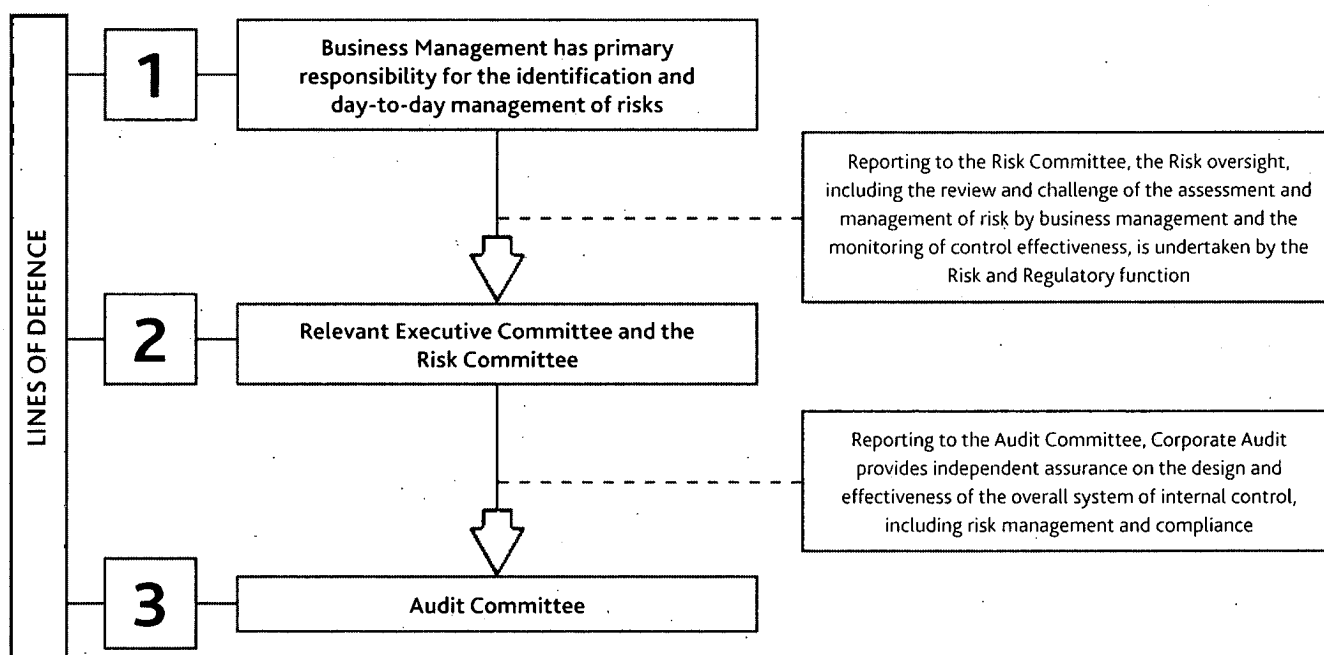 LINES OF DEFENCE
1
Business Management has primary
responsibility for the identification and
day-to-day management of risks
Reporting to the Risk Committee, the Risk oversight,
including the review and challenge of the assessment and
management of risk by business management and the
monitoring of control effectiveness, is undertaken by the
Risk and Regulatory function
2
Relevant Executive Committee and the
Risk Committee
Reporting to the Audit Committee, Corporate Audit
provides independent assurance on the design and
effectiveness of the overall system of internal control,
including risk management and compliance
3
Audit Committee